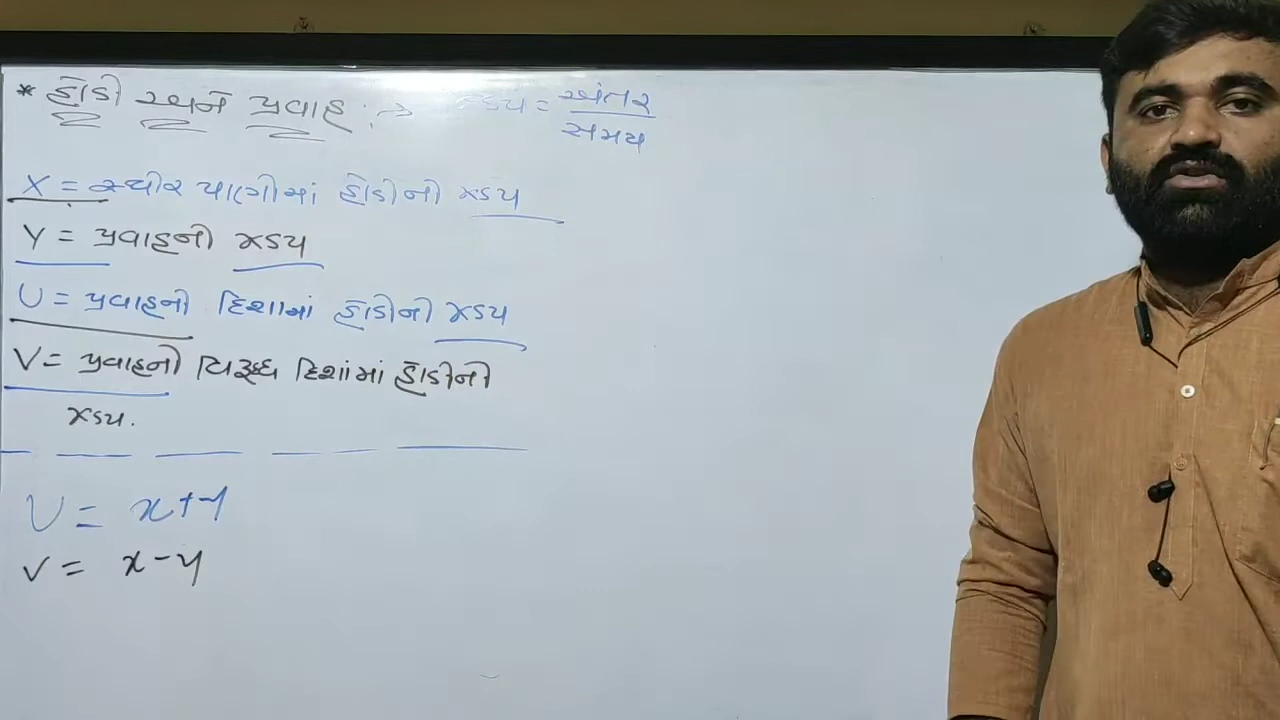 * હોડી અને પ્રવાહ :→ ઝડપ = અંતર / સમય
X = સ્થીર પાણીમાં હોડીની ઝડપ
Y = પ્રવાહની ઝડપ
U = પ્રવાહની દિશામાં હોડીની ઝડપ
V = પ્રવાહની વિરૂદ્ધ દિશાંમાં હોડીની
ઝડપ.
U = x+y
V = x-y